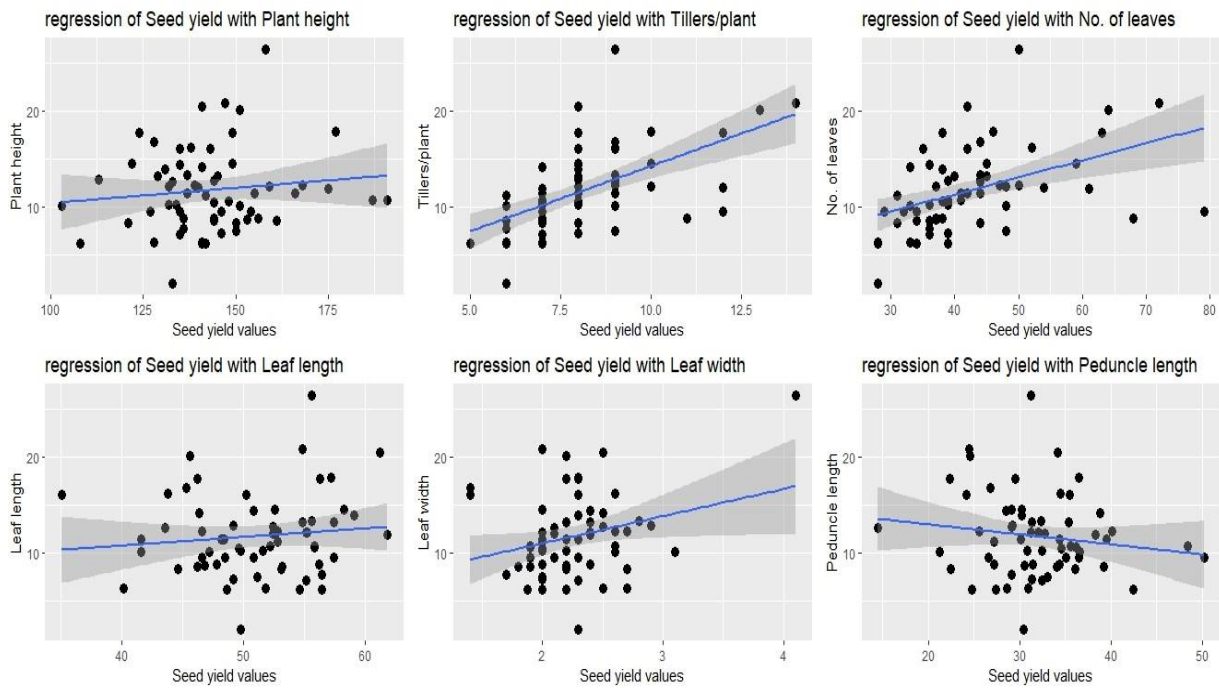 regression of Seed yield with Plant height
Plant height
20
10
100
125
150
175
Seed yield values
regression of Seed yield with Tillers/plant
Tillers/plant
20
10
5.0
7.5
10.0
12.5
Seed yield values
regression of Seed yield with No. of leaves
No. of leaves
20
10
30
40
50
60
70
80
Seed yield values
regression of Seed yield with Leaf length
Leaf length
20
10
40
50
60
Seed yield values
regression of Seed yield with Leaf width
Leaf width
20
10
2
3
4
Seed yield values
regression of Seed yield with Peduncle length
Peduncle length
20
10
20
30
40
50
Seed yield values